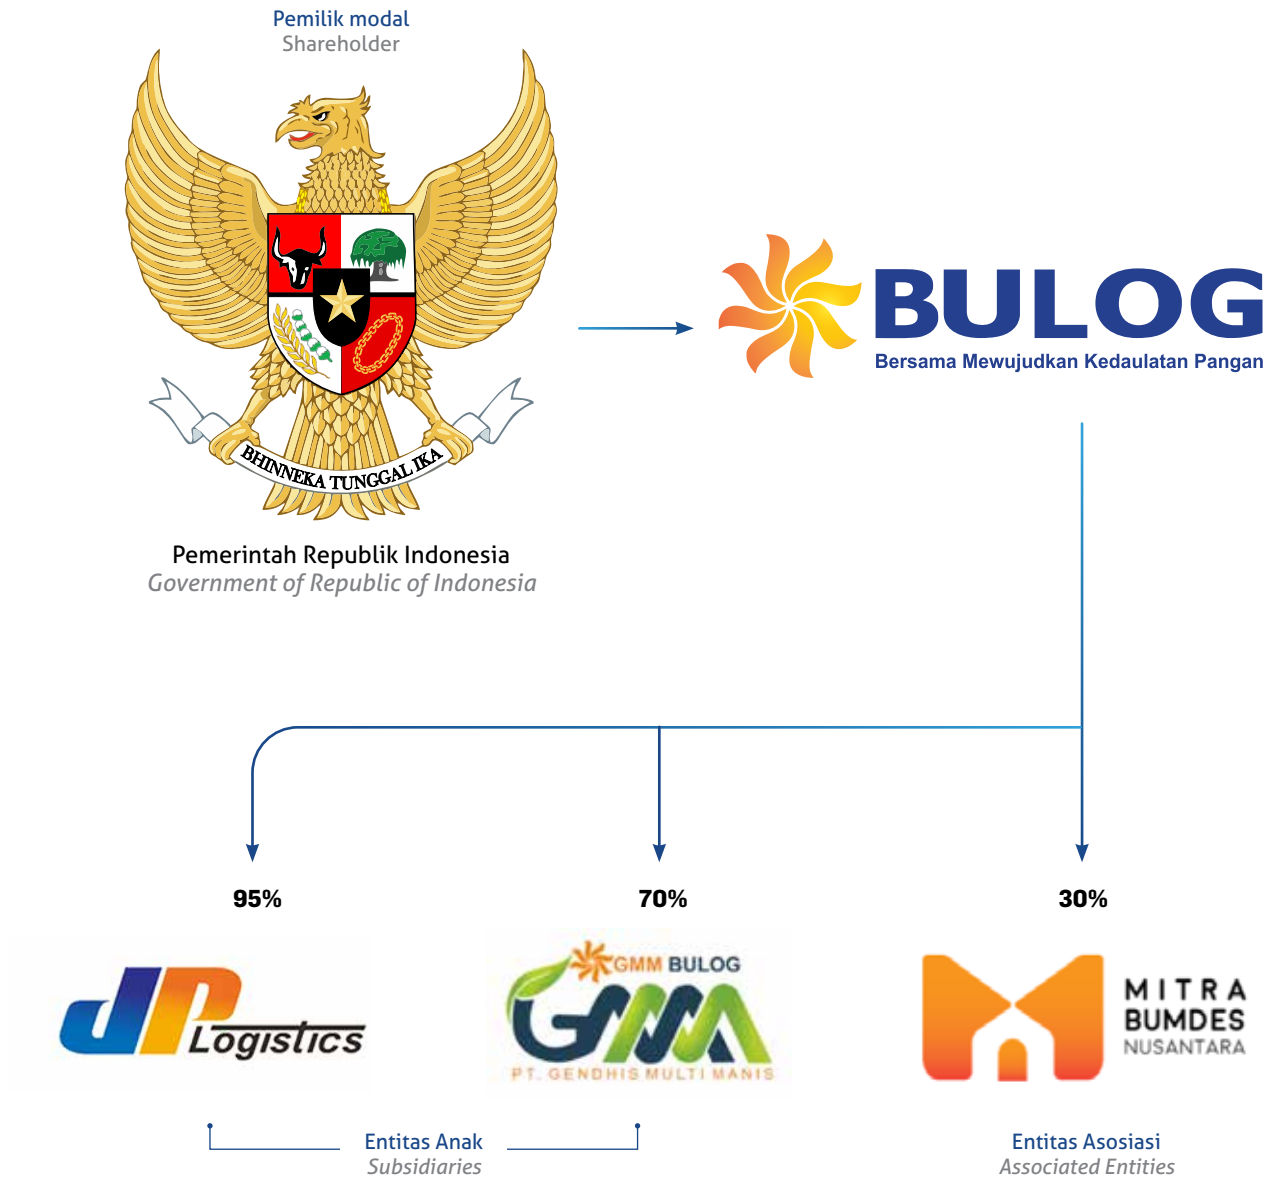 Pemilik modal
Shareholder
BHINNEKA TUNGGAL IKA
Pemerintah Republik Indonesia
Government of Republic of Indonesia
BULOG
Bersama Mewujudkan Kedaulatan Pangan
95%
70%
30%
JP Logistics
GMM BULOG
GMM
PT. GENDHIS MULTI MANIS
MITRA
BUMDES
NUSANTARA
Entitas Anak
Subsidiaries
Entitas Asosiasi
Associated Entities